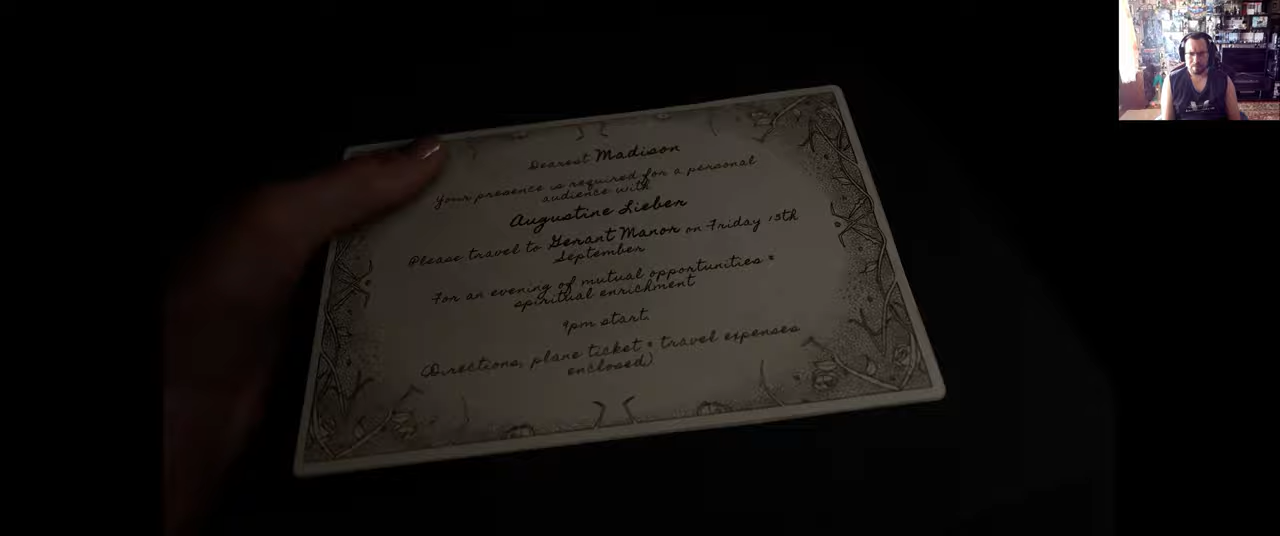 Dearest Madison
Your presence is required for a personal
audience with
Augustine Lieber
Please travel to Gerant Manor on Friday 15th
September
For an evening of mutual opportunities &
spiritual enrichment
9pm start.
(Directions, plane ticket & travel expenses
enclosed)